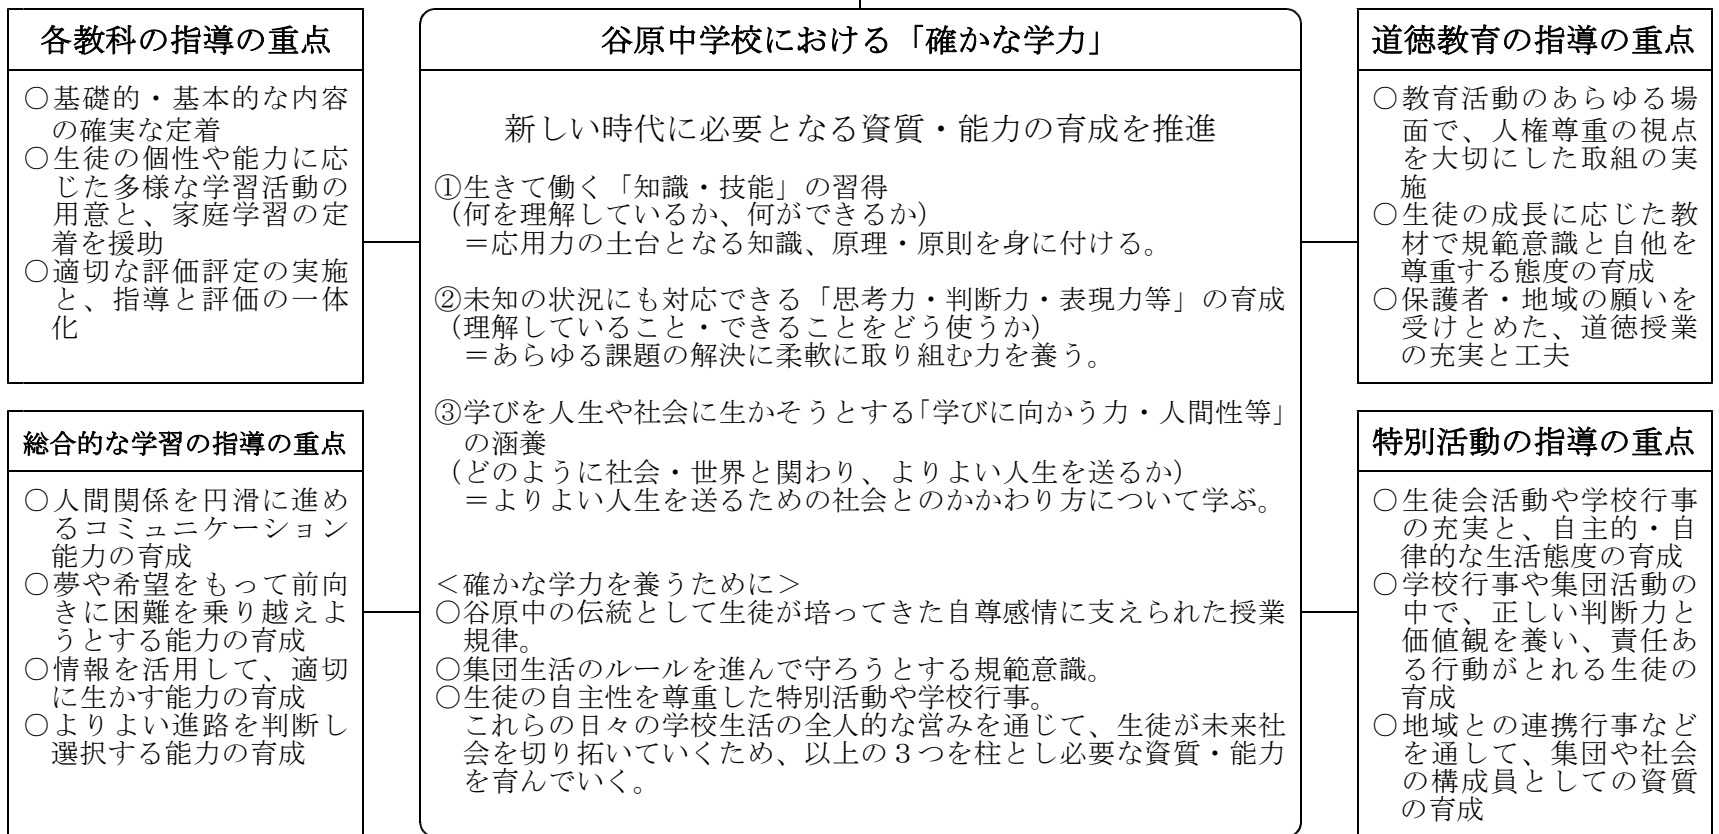 各教科の指導の重点
○基礎的・基本的な内容
の確実な定着
○生徒の個性や能力に応
じた多様な学習活動の
用意と、家庭学習の定
着を援助
○適切な評価評定の実施
と、指導と評価の一体
化
総合的な学習の指導の重点
○人間関係を円滑に進め
るコミュニケーション
能力の育成
○夢や希望をもって前向
きに困難を乗り越えよ
うとする能力の育成
○情報を活用して、適切
に生かす能力の育成
○よりよい進路を判断し
選択する能力の育成
谷原中学校における「確かな学力」
新しい時代に必要となる資質・能力の育成を推進
①生きて働く「知識・技能」の習得
（何を理解しているか、何ができるか）
＝応用力の土台となる知識、原理・原則を身に付ける。
②未知の状況にも対応できる「思考力・判断力・表現力等」の育成
（理解していること・できることをどう使うか）
＝あらゆる課題の解決に柔軟に取り組む力を養う。
③学びを人生や社会に生かそうとする「学びに向かう力・人間性等」
の涵養
（どのように社会・世界と関わり、よりよい人生を送るか）
＝よりよい人生を送るための社会とのかかわり方について学ぶ。
＜確かな学力を養うために＞
○谷原中の伝統として生徒が培ってきた自尊感情に支えられた授業
規律。
○集団生活のルールを進んで守ろうとする規範意識。
○生徒の自主性を尊重した特別活動や学校行事。
これらの日々の学校生活の全人的な営みを通じて、生徒が未来社
会を切り拓いていくため、以上の３つを柱とし必要な資質・能力
を育んでいく。
道徳教育の指導の重点
○教育活動のあらゆる場
面で、人権尊重の視点
を大切にした取組の実
施
○生徒の成長に応じた教
材で規範意識と自他を
尊重する態度の育成
○保護者・地域の願いを
受けとめた、道徳授業
の充実と工夫
特別活動の指導の重点
○生徒会活動や学校行事
の充実と、自主的・自
律的な生活態度の育成
○学校行事や集団活動の
中で、正しい判断力と
価値観を養い、責任あ
る行動がとれる生徒の
育成
○地域との連携行事など
を通して、集団や社会
の構成員としての資質
の育成